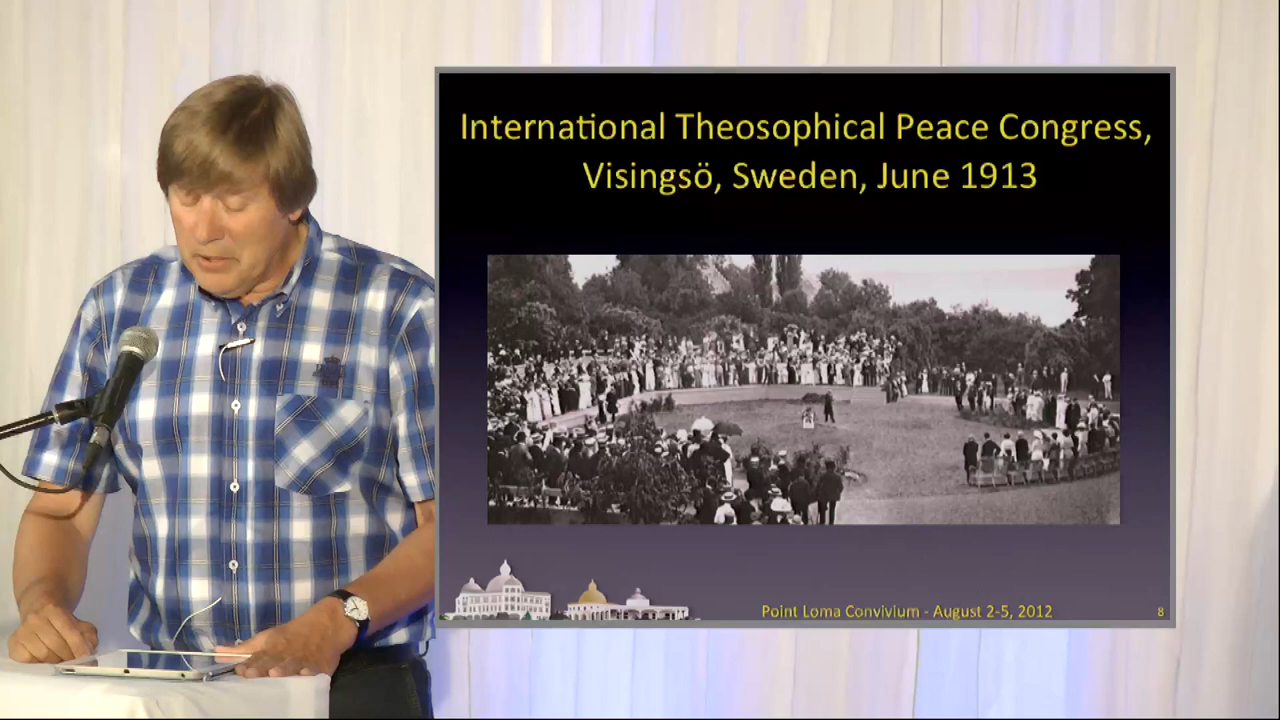 International Theosophical Peace Congress,
Visingsö, Sweden, June 1913
Point Loma Convivium - August 2-5, 2012
8